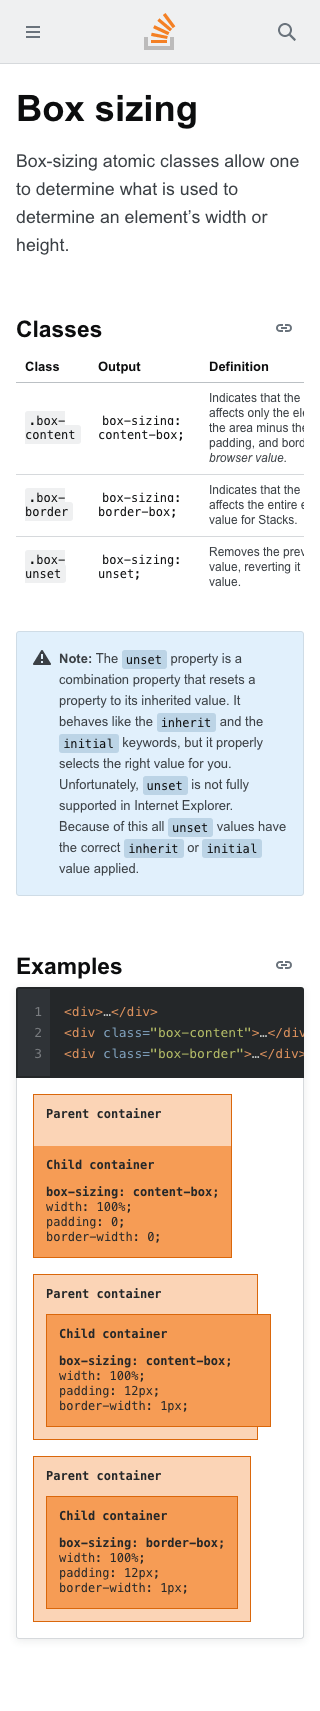 Box sizing
Box-sizing atomic classes allow one
to determine what is used to
determine an element’s width or
height.
Classes
Class Output Definition
.box-content box-sizing: content-box; Indicates that the
affects only the
the area minus the
padding, and
browser value.
.box-border box-sizing: border-box; Indicates that the
affects the entire
value for Stacks.
.box-unset box-sizing: unset; Removes the
value, reverting it
value.
Note: The unset property is a
combination property that resets a
property to its inherited value. It
behaves like the inherit and the
initial keywords, but it properly
selects the right value for you.
Unfortunately, unset is not fully
supported in Internet Explorer.
Because of this all unset values have
the correct inherit or initial
value applied.
Examples
1 <div>…</div>
2 <div class="box-content">…</div
3 <div class="box-border">…</div>
Parent container
Child container
box-sizing: content-box;
width: 100%;
padding: 0;
border-width: 0;
Parent container
Child container
box-sizing: content-box;
width: 100%;
padding: 12px;
border-width: 1px;
Parent container
Child container
box-sizing: border-box;
width: 100%;
padding: 12px;
border-width: 1px;